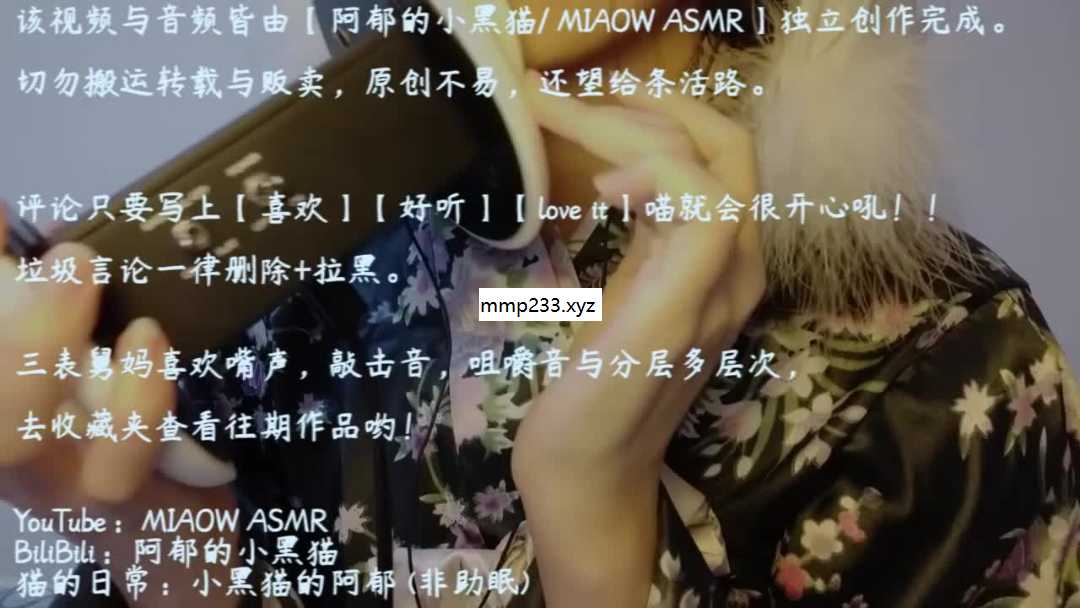 该视频与音频皆由【阿郁的小黑猫/ MIAOW ASMR】独立创作完成。
切勿搬运转载与贩卖，原创不易，还望给条活路。
评论只要写上【喜欢】【好听】【love it】喵就会很开心吼！！
垃圾言论一律删除+拉黑。
mmp233.xyz
三表舅妈喜欢嘴声，敲击音，咀嚼音与分层多层次，
去收藏夹查看往期作品哟！
YouTube：MIAOW ASMR
BiliBili：阿郁的小黑猫
猫的日常：小黑猫的阿郁(非助眠)